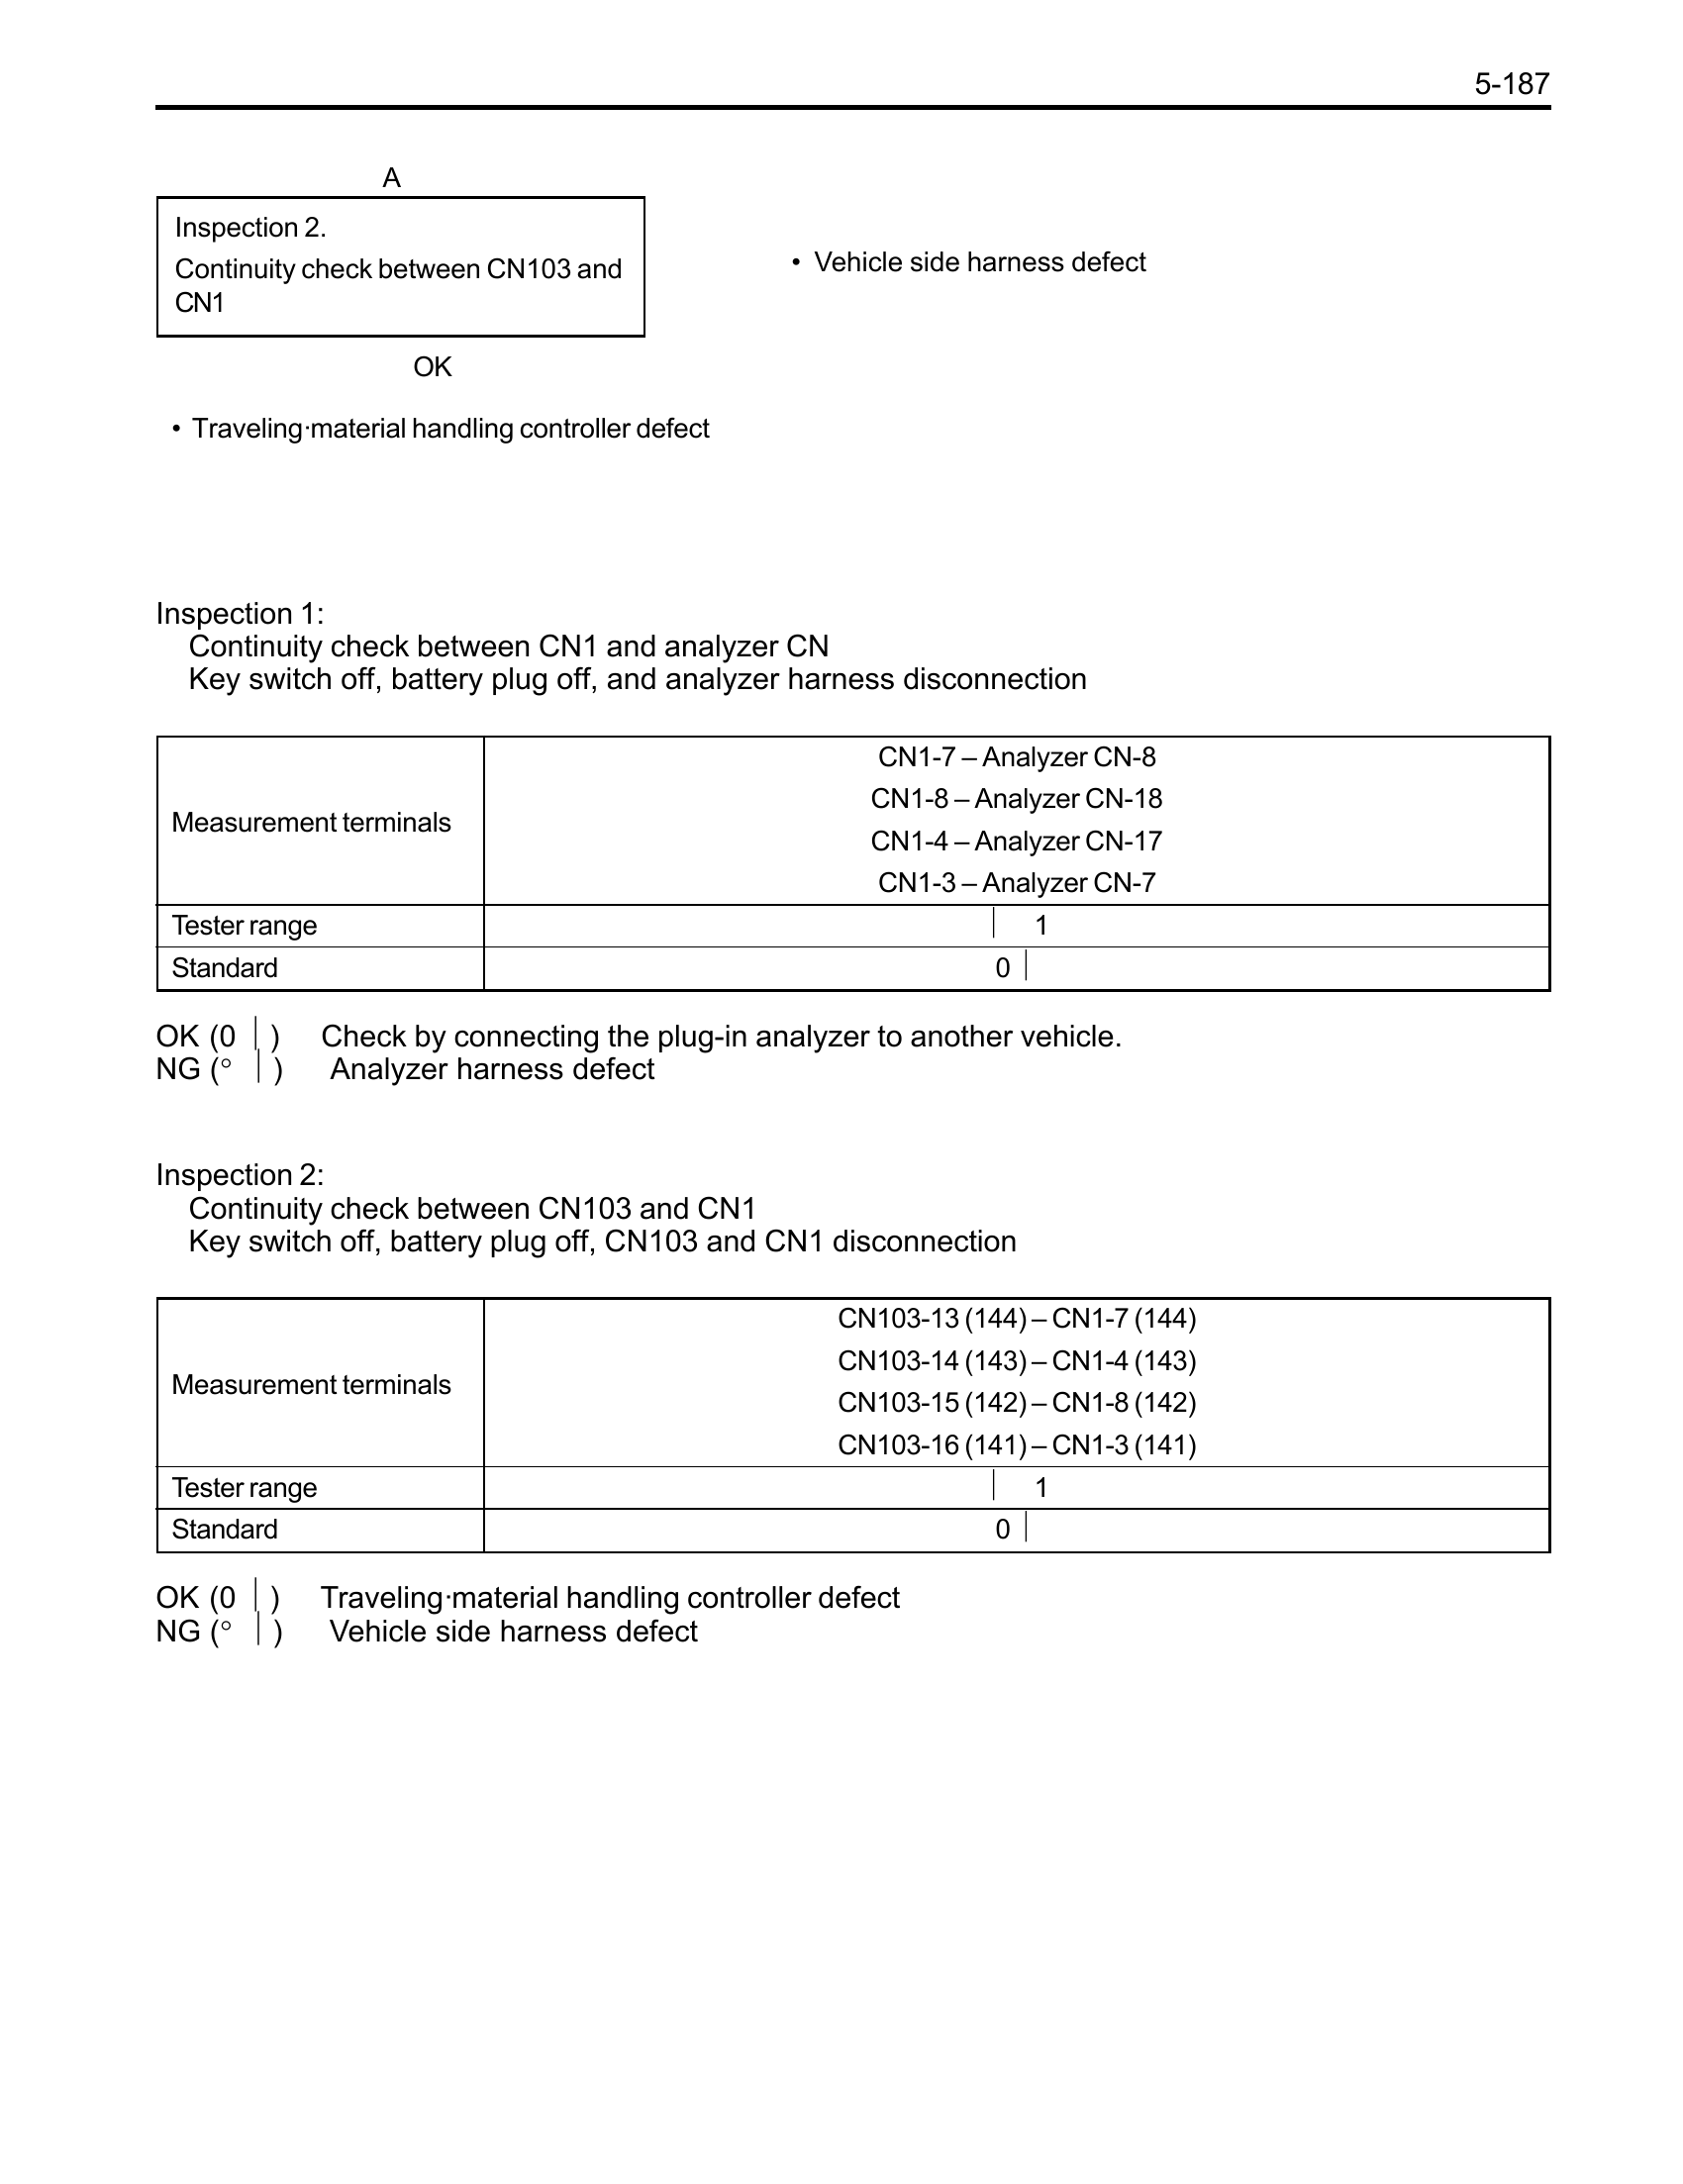 5-187
A
Inspection 2.
Continuity check between CN103 and
CN1
• Vehicle side harness defect
OK
• Traveling·material handling controller defect
Inspection 1:
Continuity check between CN1 and analyzer CN
Key switch off, battery plug off, and analyzer harness disconnection
Measurement terminals
CN1-7 – Analyzer CN-8
CN1-8 – Analyzer CN-18
CN1-4 – Analyzer CN-17
CN1-3 – Analyzer CN-7
Tester range | 1
Standard 0 |
OK (0 | ) Check by connecting the plug-in analyzer to another vehicle.
NG (° | ) Analyzer harness defect
Inspection 2:
Continuity check between CN103 and CN1
Key switch off, battery plug off, CN103 and CN1 disconnection
Measurement terminals
CN103-13 (144) – CN1-7 (144)
CN103-14 (143) – CN1-4 (143)
CN103-15 (142) – CN1-8 (142)
CN103-16 (141) – CN1-3 (141)
Tester range | 1
Standard 0 |
OK (0 | ) Traveling·material handling controller defect
NG (° | ) Vehicle side harness defect